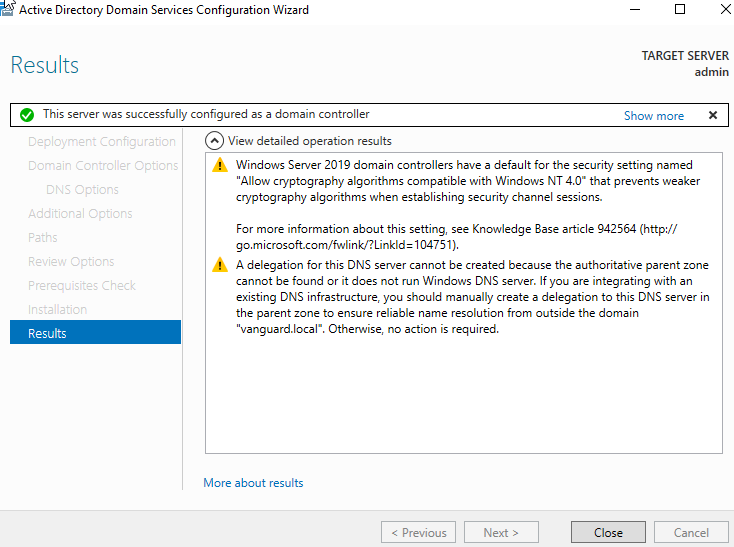 Active Directory Domain Services Configuration Wizard
Results
TARGET SERVER
admin
This server was successfully configured as a domain controller
Show more
Deployment Configuration
Domain Controller Options
DNS Options
Additional Options
Paths
Review Options
Prerequisites Check
Installation
Results
View detailed operation results
Windows Server 2019 domain controllers have a default for the security setting named
"Allow cryptography algorithms compatible with Windows NT 4.0" that prevents weaker
cryptography algorithms when establishing security channel sessions.
For more information about this setting, see Knowledge Base article 942564 (http://
go.microsoft.com/fwlink/?LinkId=104751).
A delegation for this DNS server cannot be created because the authoritative parent zone
cannot be found or it does not run Windows DNS server. If you are integrating with an
existing DNS infrastructure, you should manually create a delegation to this DNS server in
the parent zone to ensure reliable name resolution from outside the domain
"vanguard.local". Otherwise, no action is required.
More about results
< Previous
Next >
Close
Cancel